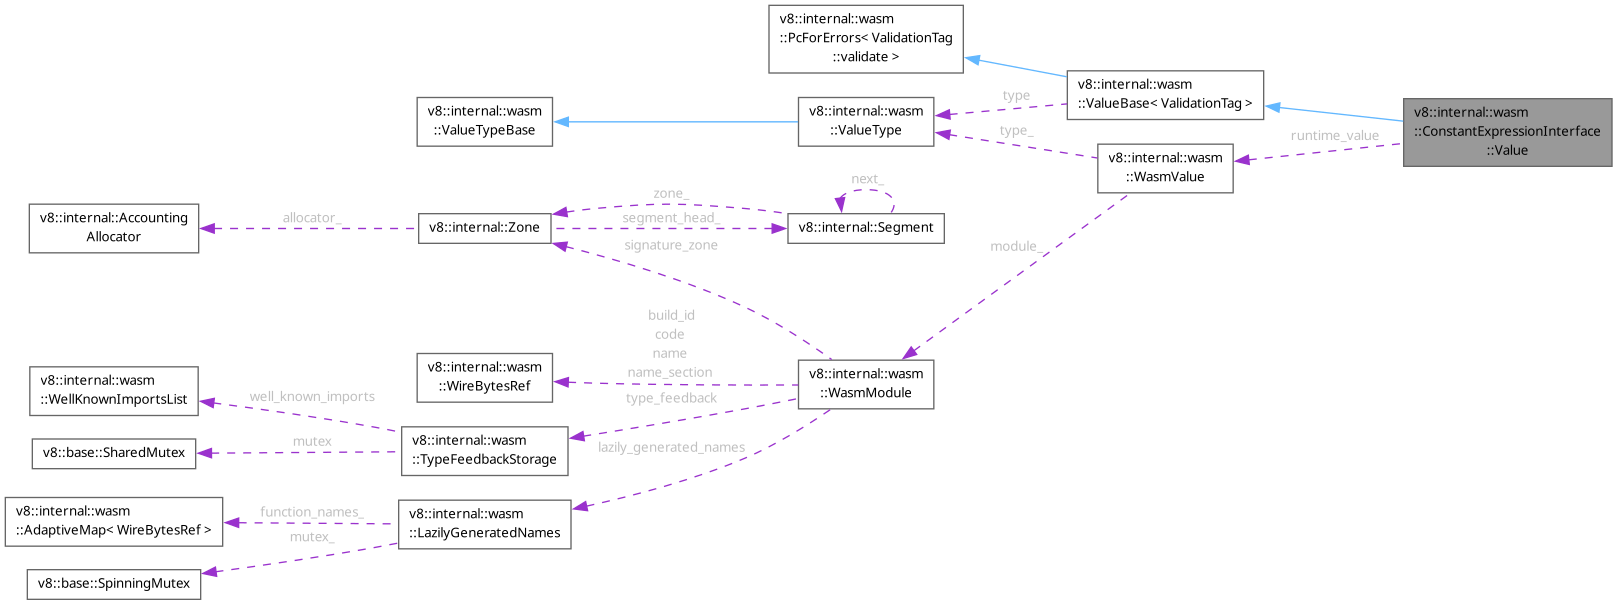 v8::internal::wasm
::PcForErrors< ValidationTag
::validate >
v8::internal::wasm
::ValueBase< ValidationTag >
v8::internal::wasm
::ConstantExpressionInterface
::Value
v8::internal::wasm
::ValueTypeBase
v8::internal::wasm
::ValueType
type
type_
runtime_value
v8::internal::wasm
::WasmValue
v8::internal::Accounting
Allocator
allocator_
v8::internal::Zone
zone_
segment_head_
signature_zone
next_
v8::internal::Segment
module_
build_id
code
name
name_section
v8::internal::wasm
::WireBytesRef
v8::internal::wasm
::WasmModule
type_feedback
lazily_generated_names
v8::internal::wasm
::WellKnownImportsList
well_known_imports
v8::base::SharedMutex
mutex
v8::internal::wasm
::TypeFeedbackStorage
v8::internal::wasm
::AdaptiveMap< WireBytesRef >
function_names_
mutex_
v8::internal::wasm
::LazilyGeneratedNames
v8::base::SpinningMutex